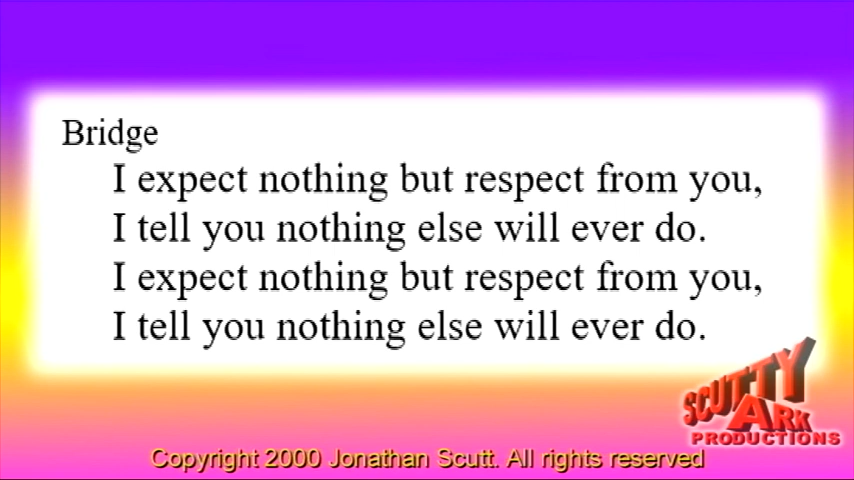 Bridge
I expect nothing but respect from you,
I tell you nothing else will ever do.
I expect nothing but respect from you,
I tell you nothing else will ever do.
SCUTTY
ARK
PRODUCTIONS
Copyright 2000 Jonathan Scutt. All rights reserved